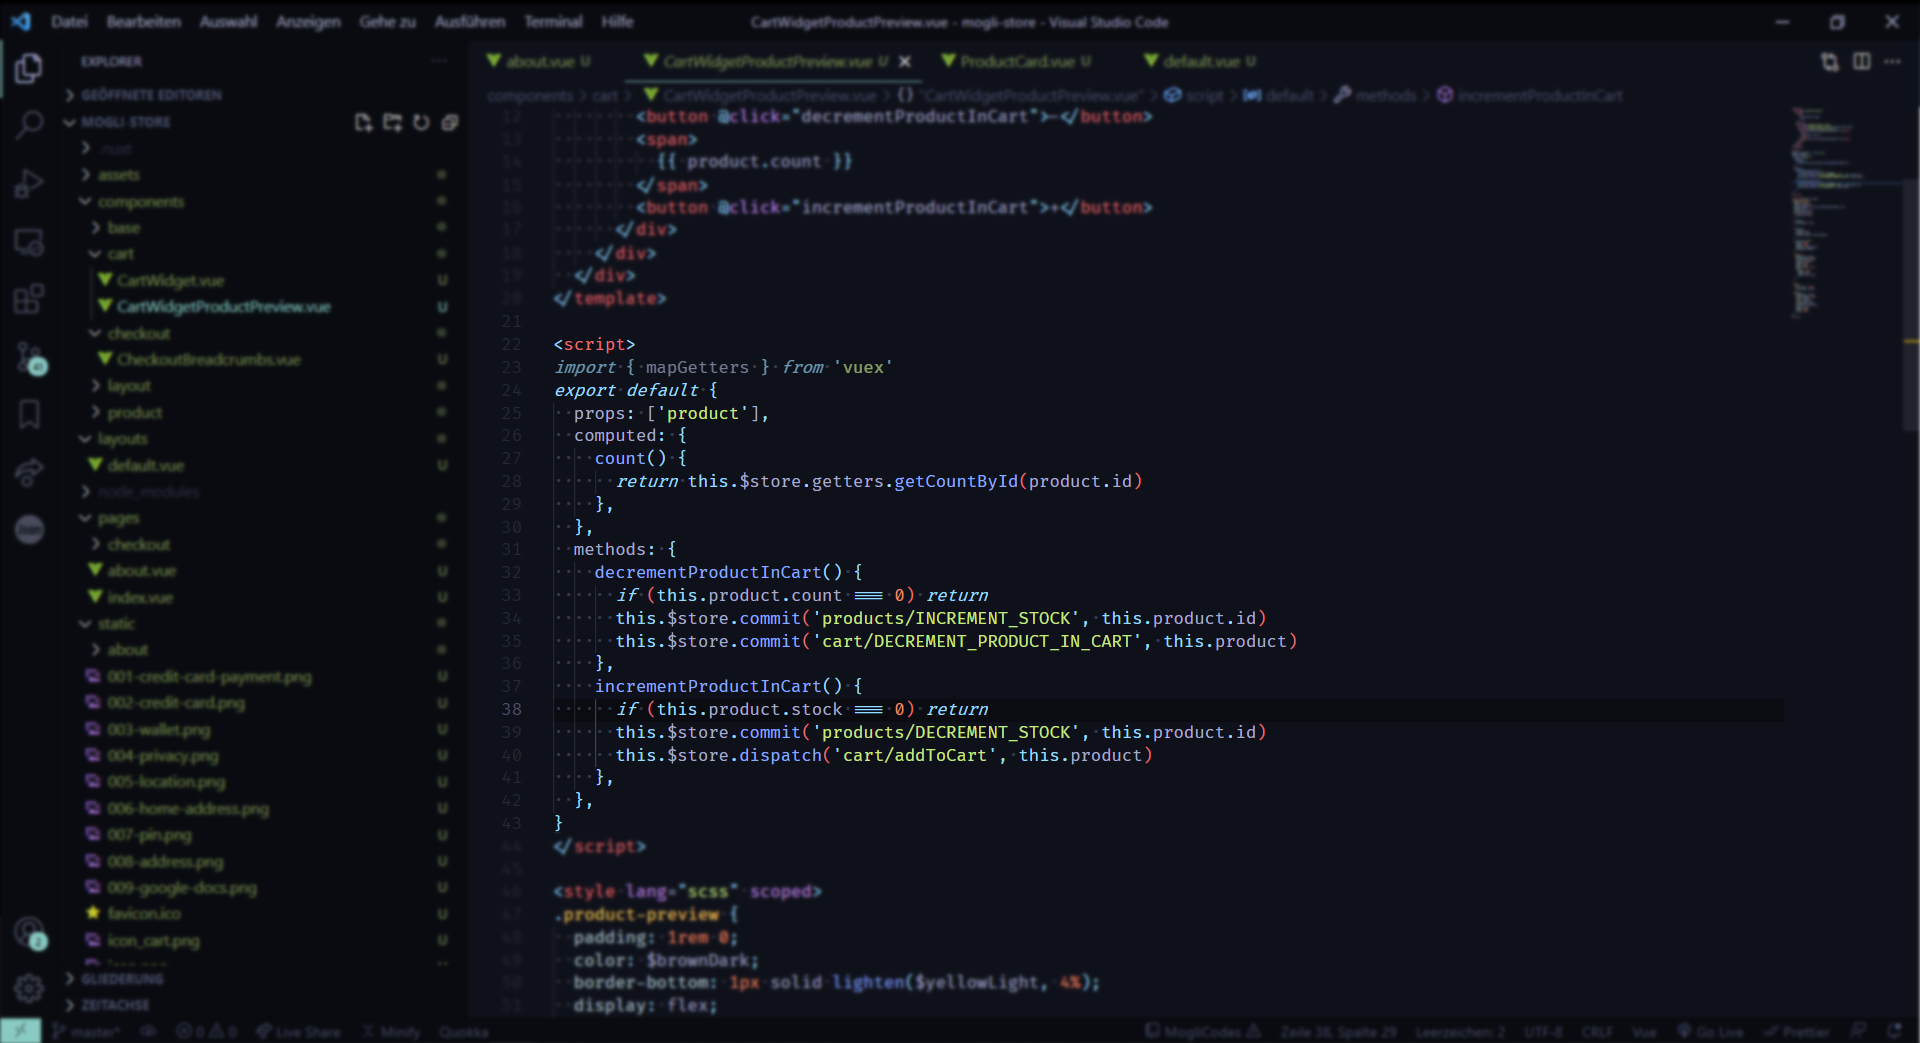 Datei Bearbeiten Auswahl Anzeigen Gehe zu Ausführen Terminal Hilfe
CartWidgetProductPreview.vue - mogli-store - Visual Studio Code
EXPLORER
GEÖFFNETE EDITOREN
MOGLI-STORE
.nuxt
assets
components
base
cart
CartWidget.vue U
CartWidgetProductPreview.vue U
checkout
CheckoutBreadcrumbs.vue U
layout
product
layouts
default.vue U
node_modules
pages
checkout
about.vue U
index.vue U
static
about
001-credit-card-payment.png U
002-credit-card.png U
003-wallet.png U
004-privacy.png U
005-location.png U
006-home-address.png U
007-pin.png U
008-address.png U
009-google-docs.png U
favicon.ico U
icon_cart.png U
GLIEDERUNG
ZEITACHSE
41
2
about.vue U CartWidgetProductPreview.vue U ProductCard.vue U default.vue U
components > cart > CartWidgetProductPreview.vue > {} "CartWidgetProductPreview.vue" > script > default > methods > incrementProductInCart
12 <button @click="decrementProductInCart">-</button>
13 <span>
14 {{ product.count }}
15 </span>
16 <button @click="incrementProductInCart">+</button>
17 </div>
18 </div>
19 </div>
20 </template>
21
22 <script>
23 import { mapGetters } from 'vuex'
24 export default {
25 props: ['product'],
26 computed: {
27 count() {
28 return this.$store.getters.getCountById(product.id)
29 },
30 },
31 methods: {
32 decrementProductInCart() {
33 if (this.product.count === 0) return
34 this.$store.commit('products/INCREMENT_STOCK', this.product.id)
35 this.$store.commit('cart/DECREMENT_PRODUCT_IN_CART', this.product)
36 },
37 incrementProductInCart() {
38 if (this.product.stock === 0) return
39 this.$store.commit('products/DECREMENT_STOCK', this.product.id)
40 this.$store.dispatch('cart/addToCart', this.product)
41 },
42 },
43 }
44 </script>
45
46 <style lang="scss" scoped>
47 .product-preview {
48 padding: 1rem 0;
49 color: $brownDark;
50 border-bottom: 1px solid lighten($yellowLight, 4%);
51 display: flex;
master* 0 0 Live Share Minify Quokka
MogliCodes Zeile 38, Spalte 29 Leerzeichen: 2 UTF-8 CRLF Vue Go Live Prettier